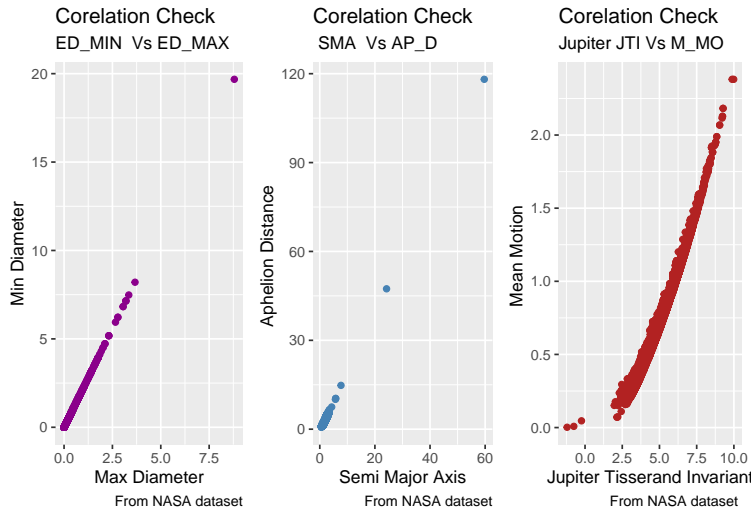 Corelation Check
ED_MIN  Vs ED_MAX
20
15
10
5
0
0.0 2.5 5.0 7.5
Min Diameter
Max Diameter
From NASA dataset
Corelation Check
SMA  Vs AP_D
120
90
60
30
0
0 20 40 60
Aphelion Distance
Semi Major Axis
From NASA dataset
Corelation Check
Jupiter JTI Vs M_MO
2.0
1.5
1.0
0.5
0.0
0.0 2.5 5.0 7.5 10.0
Mean Motion
Jupiter Tisserand Invariant
From NASA dataset